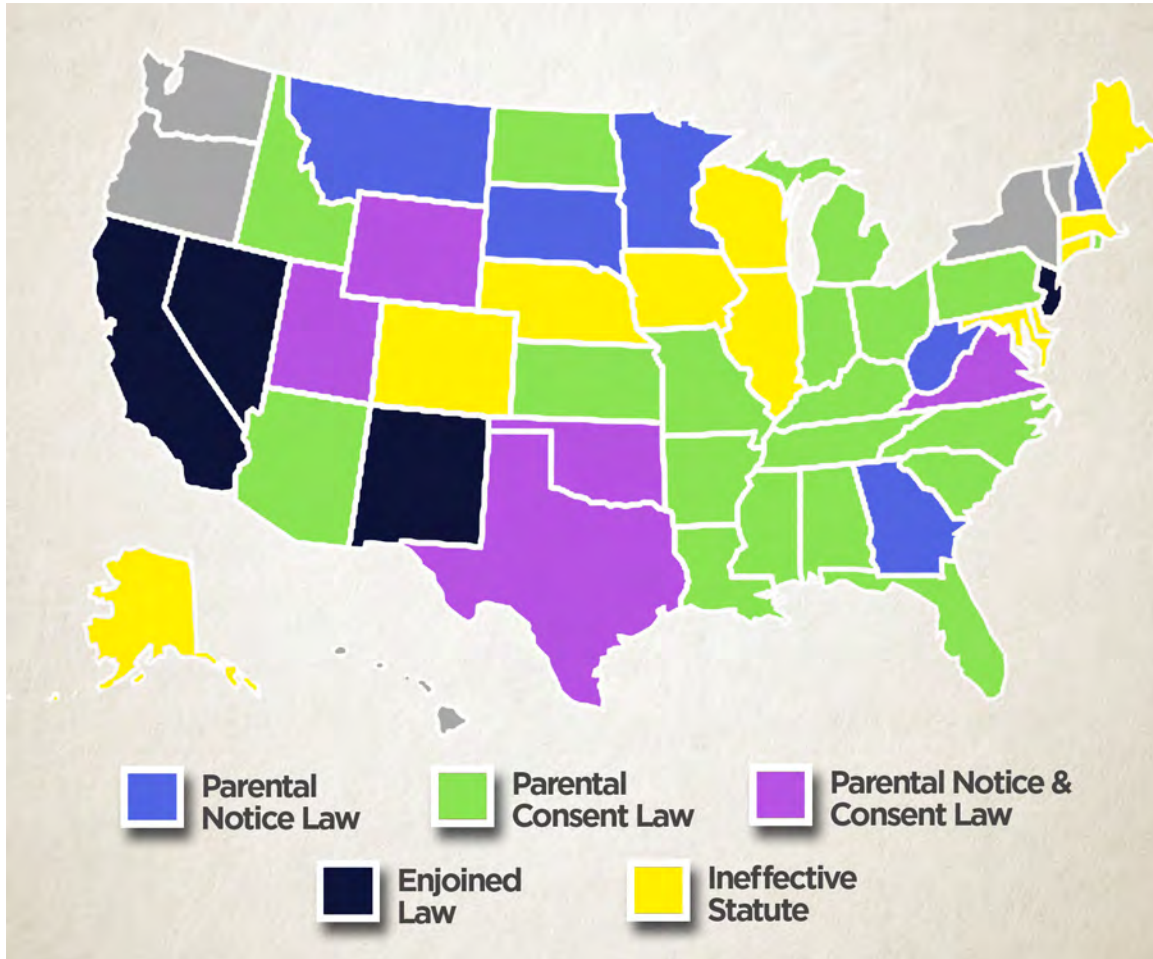 Parental
Notice Law
Parental
Consent Law
Parental Notice &
Consent Law
Enjoined
Law
Ineffective
Statute